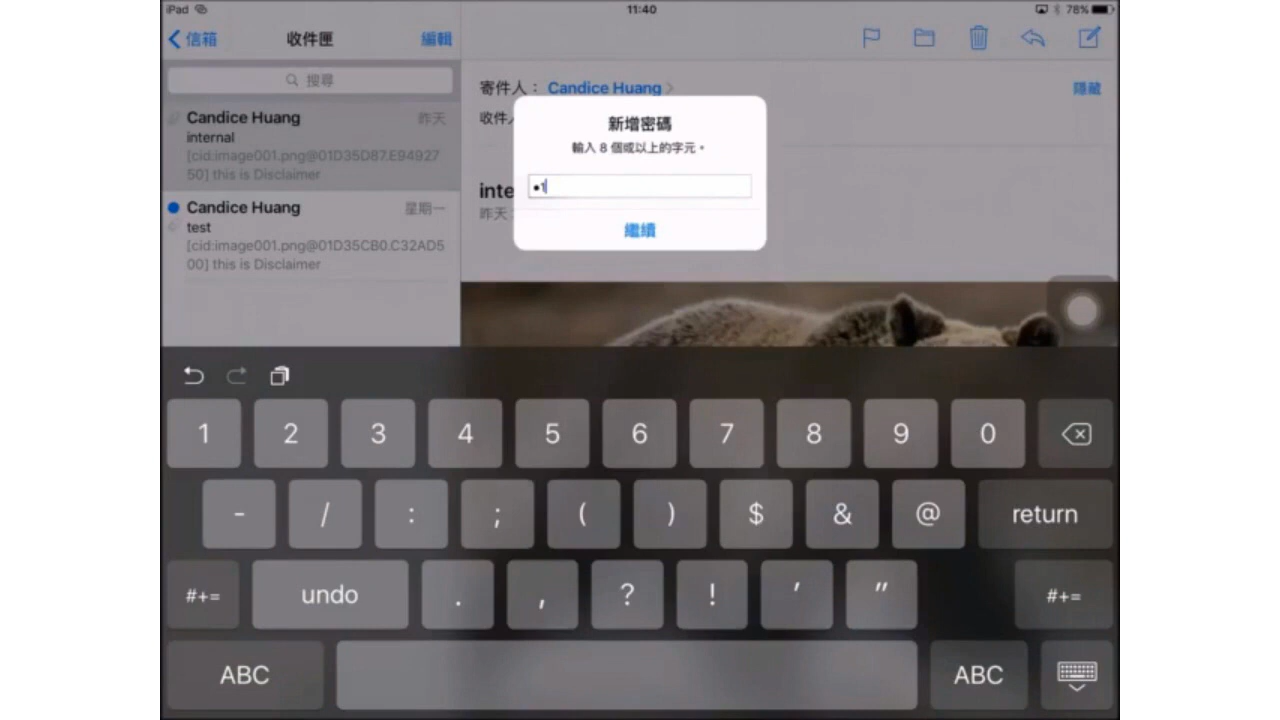 iPad
11:40
78%
信箱
收件匣
編輯
搜尋
Candice Huang
昨天
internal
[cid:image001.png@01D35D87.E94927
50] this is Disclaimer
Candice Huang
星期一
test
[cid:image001.png@01D35CB0.C32AD5
00] this is Disclaimer
寄件人：
Candice Huang
隱藏
收件
inte
昨天
新增密碼
輸入 8 個或以上的字元。
●1
繼續
1 2 3 4 5 6 7 8 9 0
- / : ; ( ) $ & @ return
#+= undo . , ? ! ' " #+=
ABC ABC